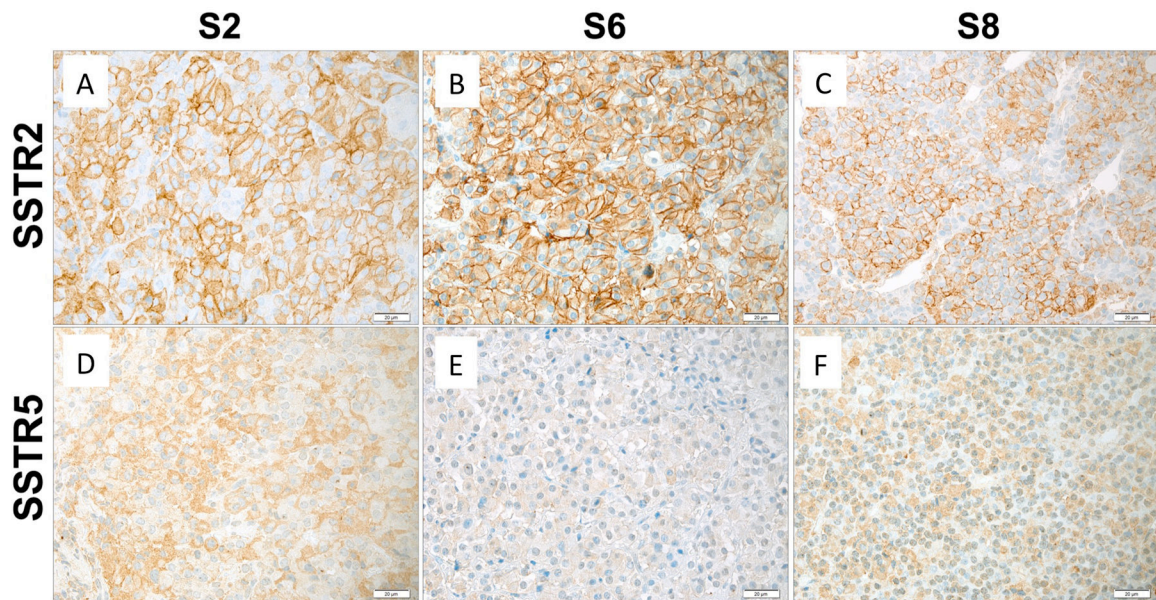 S2 S6 S8
SSTR2
A B C
20 µm 20 µm 20 µm
SSTR5
D E F
20 µm 20 µm 20 µm